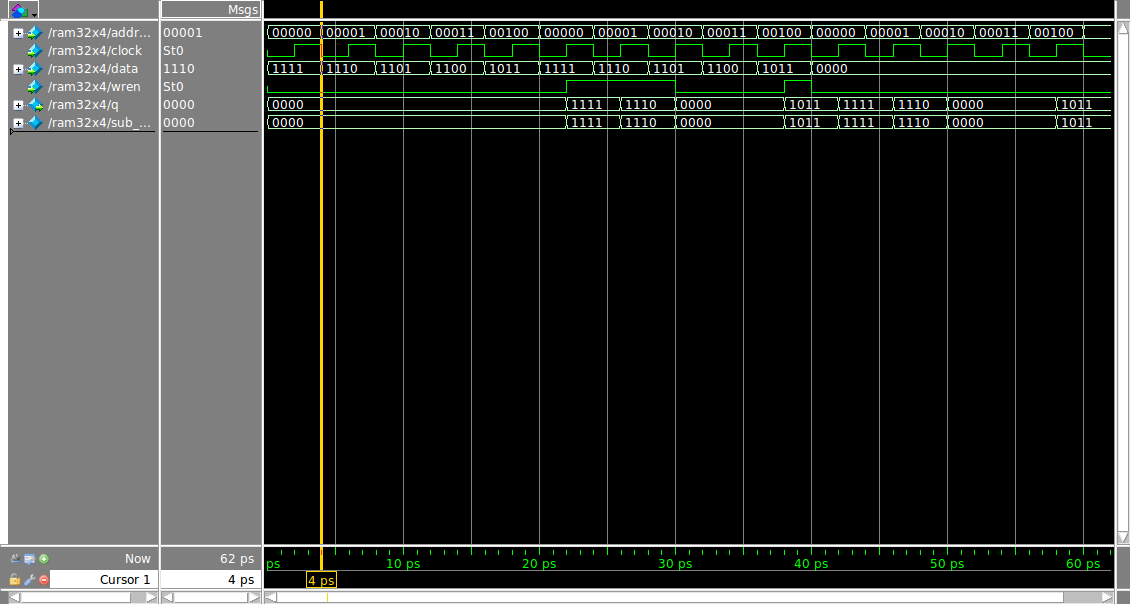 Msgs
/ram32x4/addr... 00001 00000 00001 00010 00011 00100 00000 00001 00010 00011 00100 00000 00001 00010 00011 00100
/ram32x4/clock St0
/ram32x4/data 1110 1111 1110 1101 1100 1011 1111 1110 1101 1100 1011 0000
/ram32x4/wren St0
/ram32x4/q 0000 0000 1111 1110 0000 1011 1111 1110 0000 1011
/ram32x4/sub_... 0000 0000 1111 1110 0000 1011 1111 1110 0000 1011
Now 62 ps ps 10 ps 20 ps 30 ps 40 ps 50 ps 60 ps
Cursor 1 4 ps 4 ps